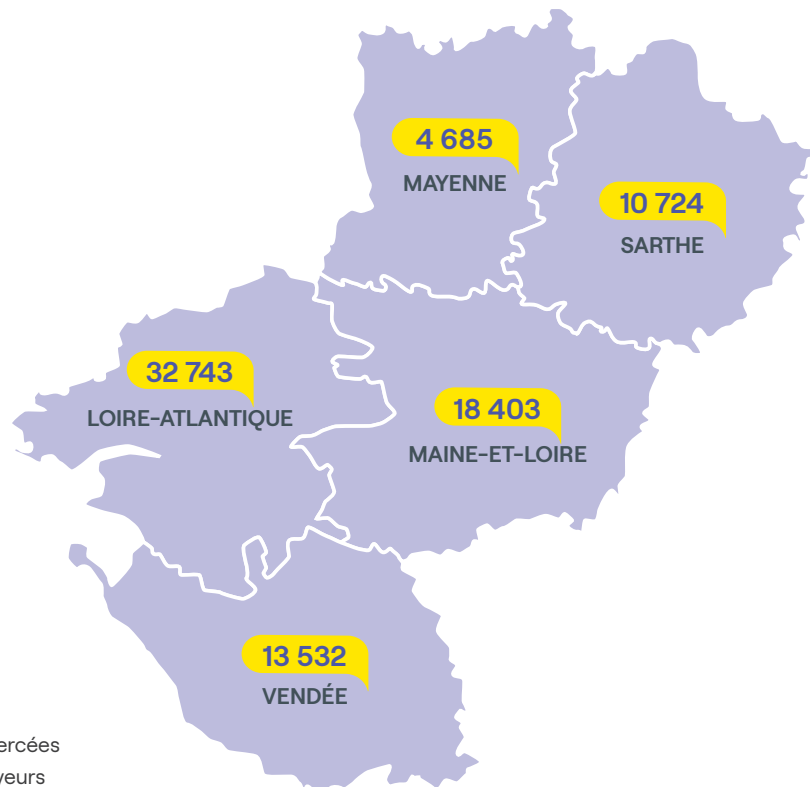 4 685
MAYENNE
10 724
SARTHE
32 743
LOIRE-ATLANTIQUE
18 403
MAINE-ET-LOIRE
13 532
VENDÉE